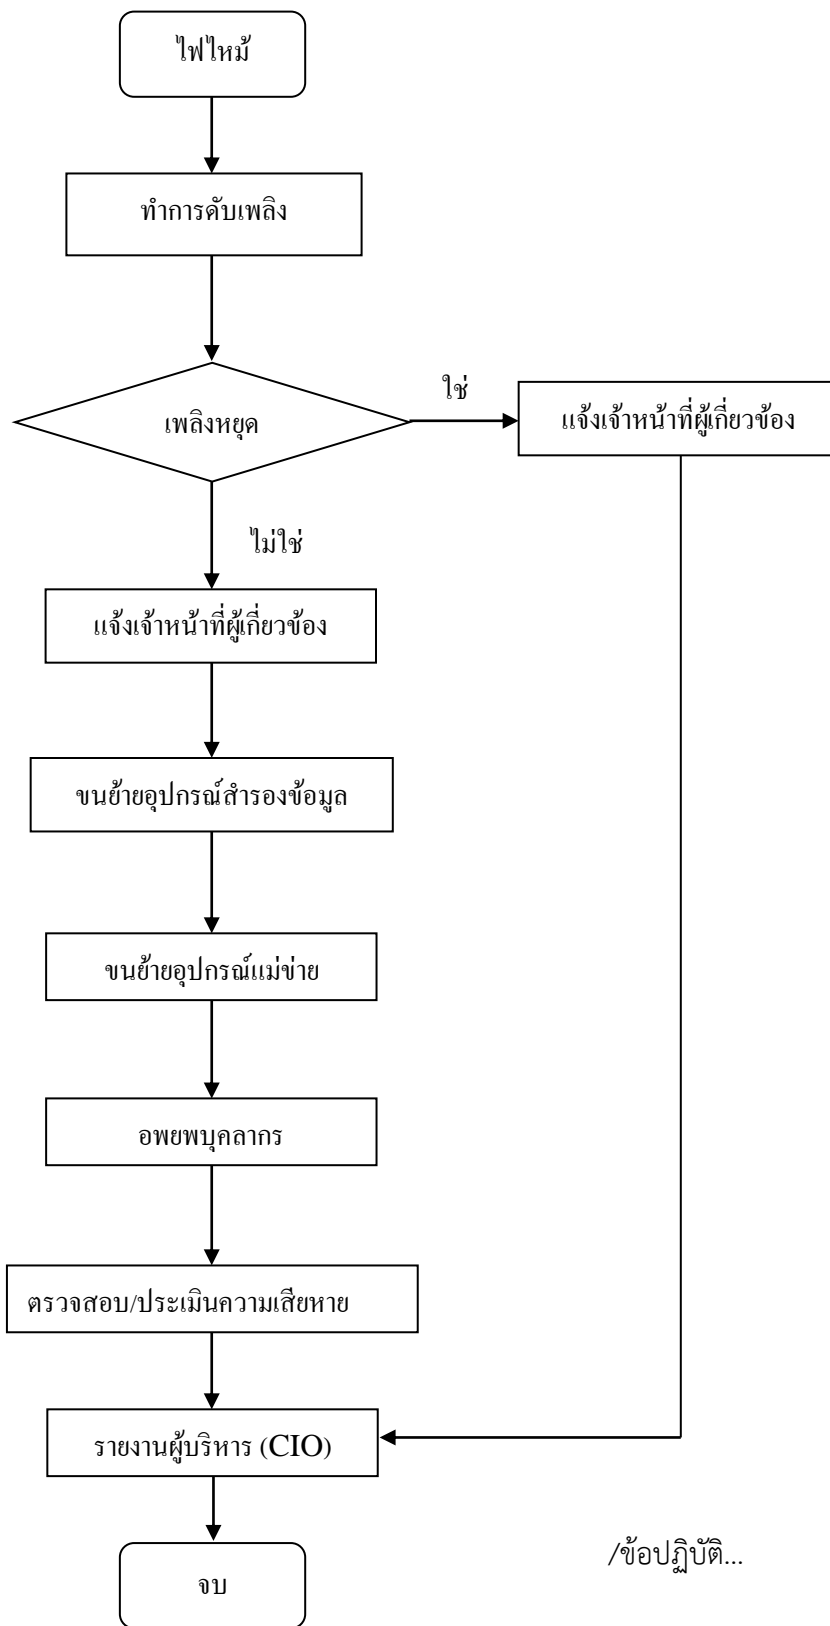 ไฟไหม้
ทำการดับเพลิง
เพลิงหยุด
ใช่
แจ้งเจ้าหน้าที่ผู้เกี่ยวข้อง
ไม่ใช่
แจ้งเจ้าหน้าที่ผู้เกี่ยวข้อง
ขนย้ายอุปกรณ์สำรองข้อมูล
ขนย้ายอุปกรณ์แม่ข่าย
อพยพบุคลากร
ตรวจสอบ/ประเมินความเสียหาย
รายงานผู้บริหาร (CIO)
/ข้อปฏิบัติ...
จบ